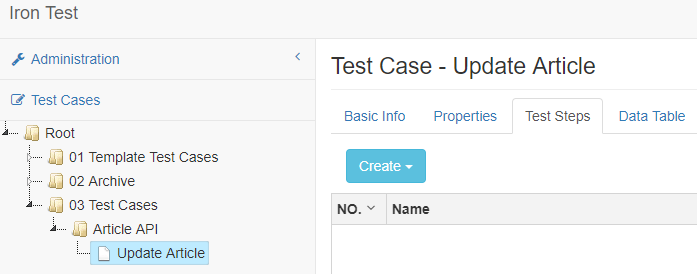 Iron Test
Administration
Test Cases
Root
01 Template Test Cases
02 Archive
03 Test Cases
Article API
Update Article
Test Case - Update Article
Basic Info Properties Test Steps Data Table
Create
NO. Name